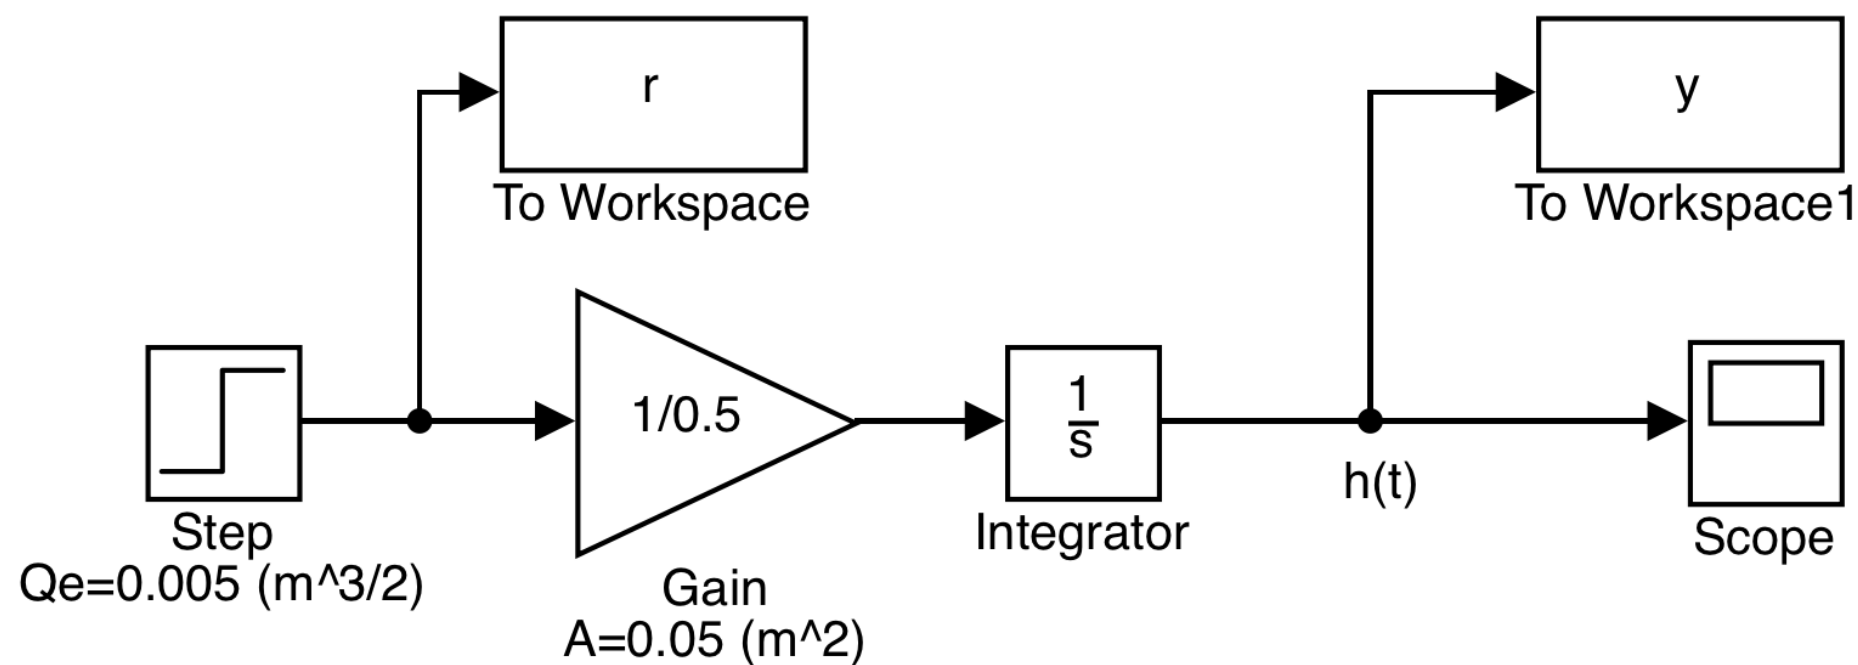 r
To Workspace
y
To Workspace1
1/0.5
1
s
h(t)
Step
Qe=0.005 (m^3/2)
Gain
A=0.05 (m^2)
Integrator
Scope